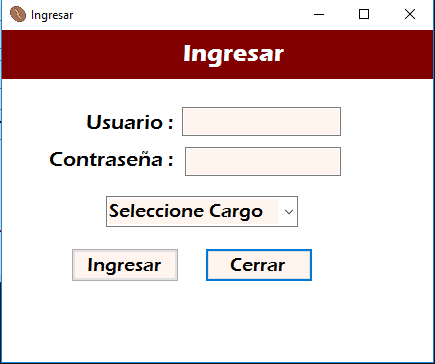 Ingresar
Ingresar
Usuario :
Contraseña :
Seleccione Cargo
Ingresar Cerrar